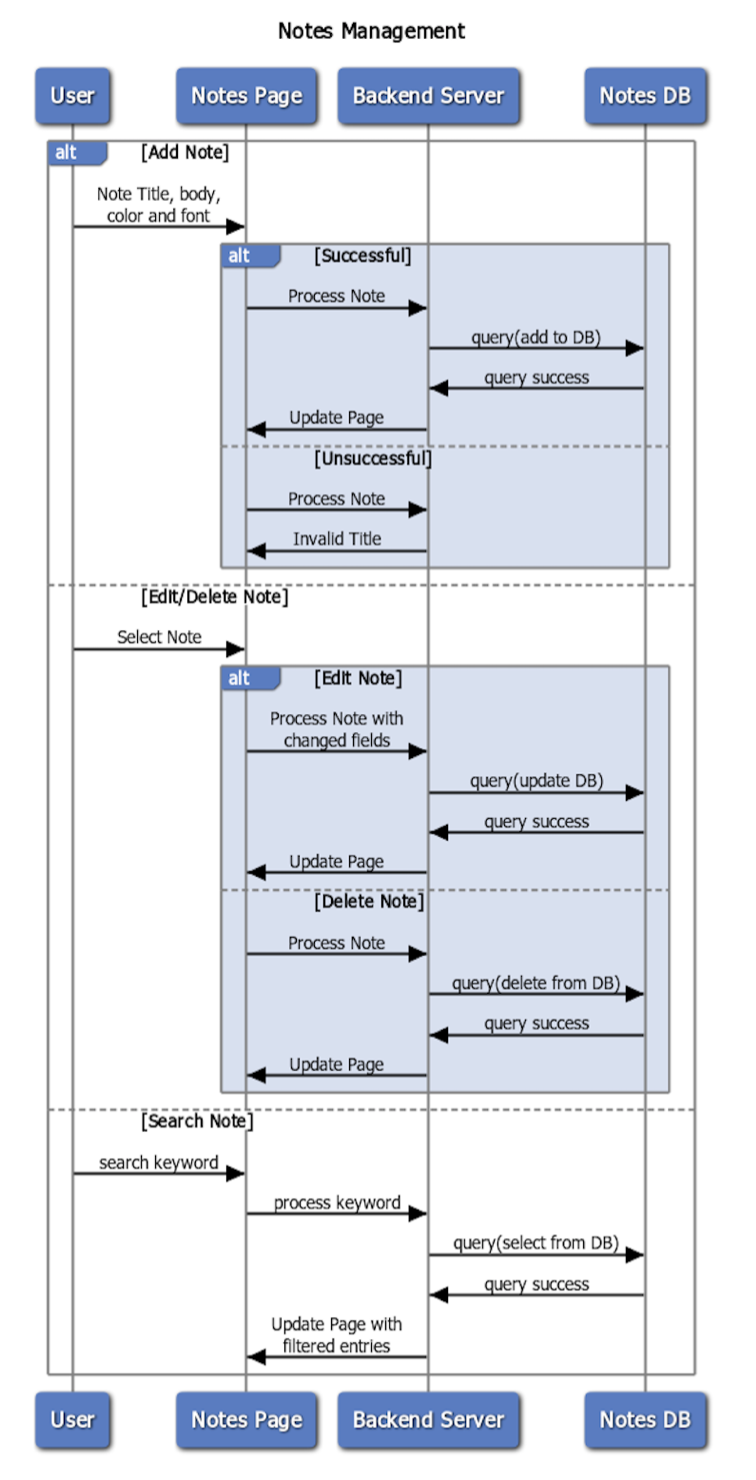 Notes Management
User
Notes Page
Backend Server
Notes DB
alt
[Add Note]
Note Title, body,
color and font
alt
[Successful]
Process Note
query(add to DB)
query success
Update Page
[Unsuccessful]
Process Note
Invalid Title
[Edit/Delete Note]
Select Note
alt
[Edit Note]
Process Note with
changed fields
query(update DB)
query success
Update Page
[Delete Note]
Process Note
query(delete from DB)
query success
Update Page
[Search Note]
search keyword
process keyword
query(select from DB)
query success
Update Page with
filtered entries
User
Notes Page
Backend Server
Notes DB